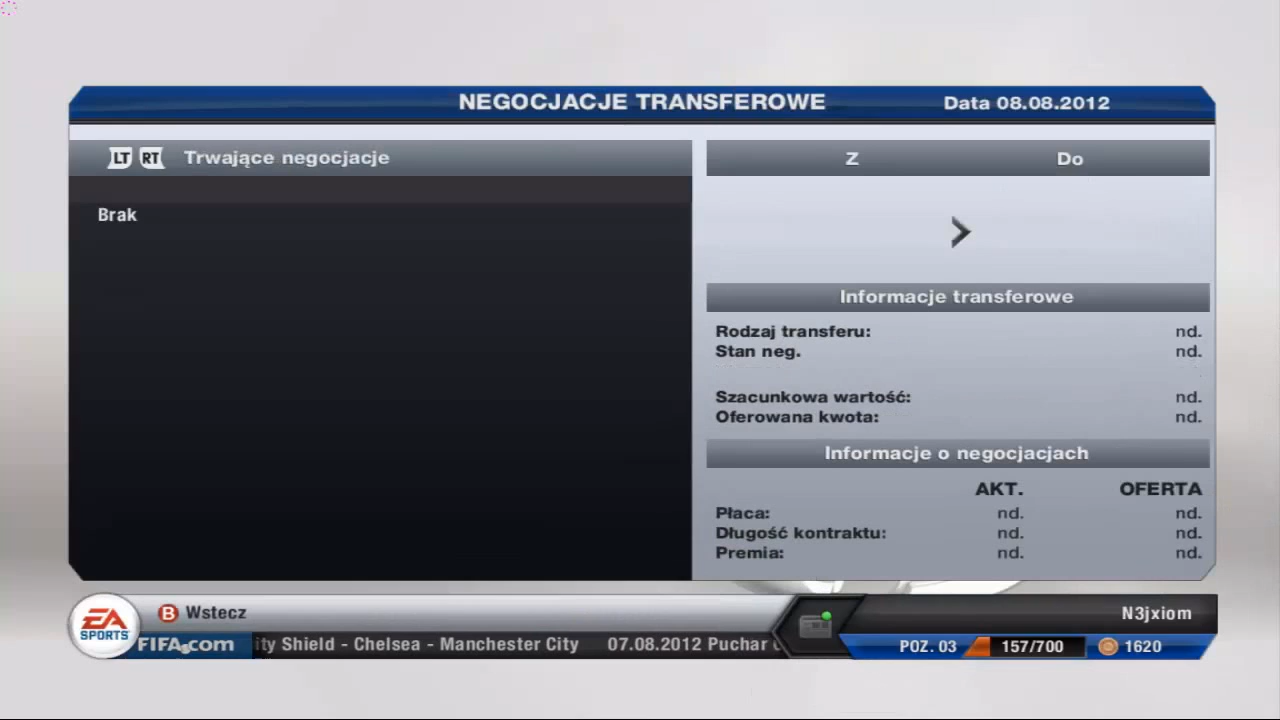 NEGOCJACJE TRANSFEROWE
Data 08.08.2012
LT RT Trwające negocjacje
Brak
Z Do
Informacje transferowe
Rodzaj transferu: nd.
Stan neg. nd.
Szacunkowa wartość: nd.
Oferowana kwota: nd.
Informacje o negocjacjach
AKT. OFERTA
Płaca: nd. nd.
Długość kontraktu: nd. nd.
Premia: nd. nd.
EA SPORTS
B Wstecz
N3jxiom
FIFA.com
ity Shield - Chelsea - Manchester City 07.08.2012 Puchar
POZ. 03 157/700 1620